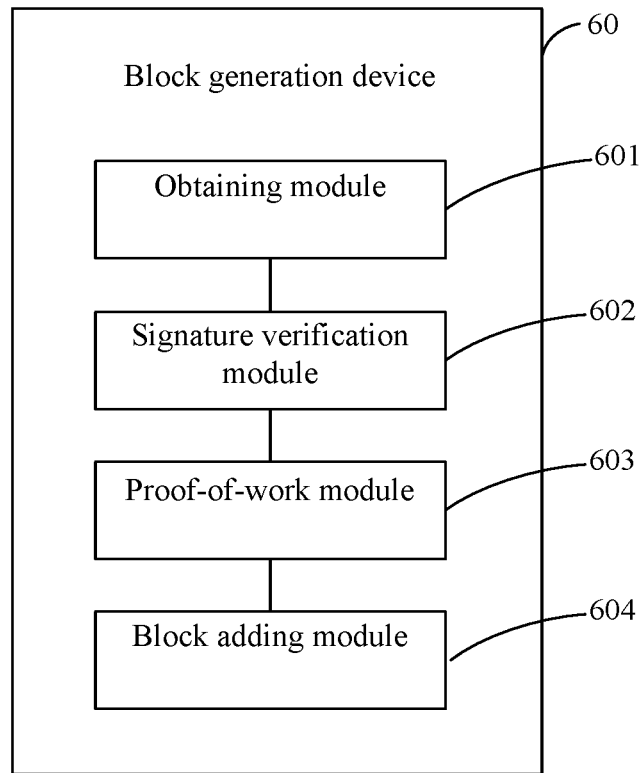 60
Block generation device
601
Obtaining module
602
Signature verification
module
603
Proof-of-work module
604
Block adding module